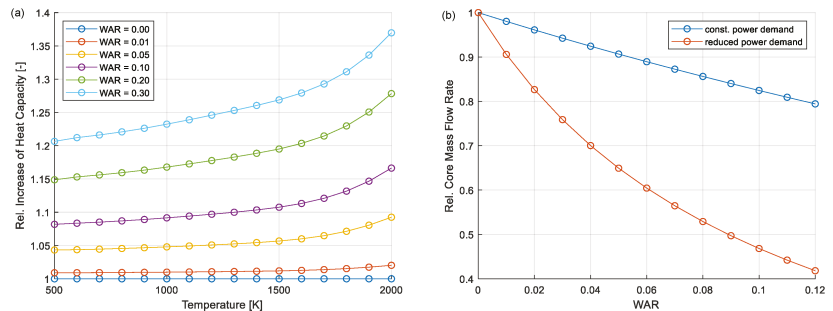 (a)
Rel. Increase of Heat Capacity [-]
1.4
1.35
1.3
1.25
1.2
1.15
1.1
1.05
1
WAR = 0.00
WAR = 0.01
WAR = 0.05
WAR = 0.10
WAR = 0.20
WAR = 0.30
500
1000
1500
2000
Temperature [K]
(b)
Rel. Core Mass Flow Rate
1
0.9
0.8
0.7
0.6
0.5
0.4
const. power demand
reduced power demand
0
0.02
0.04
0.06
0.08
0.1
0.12
WAR